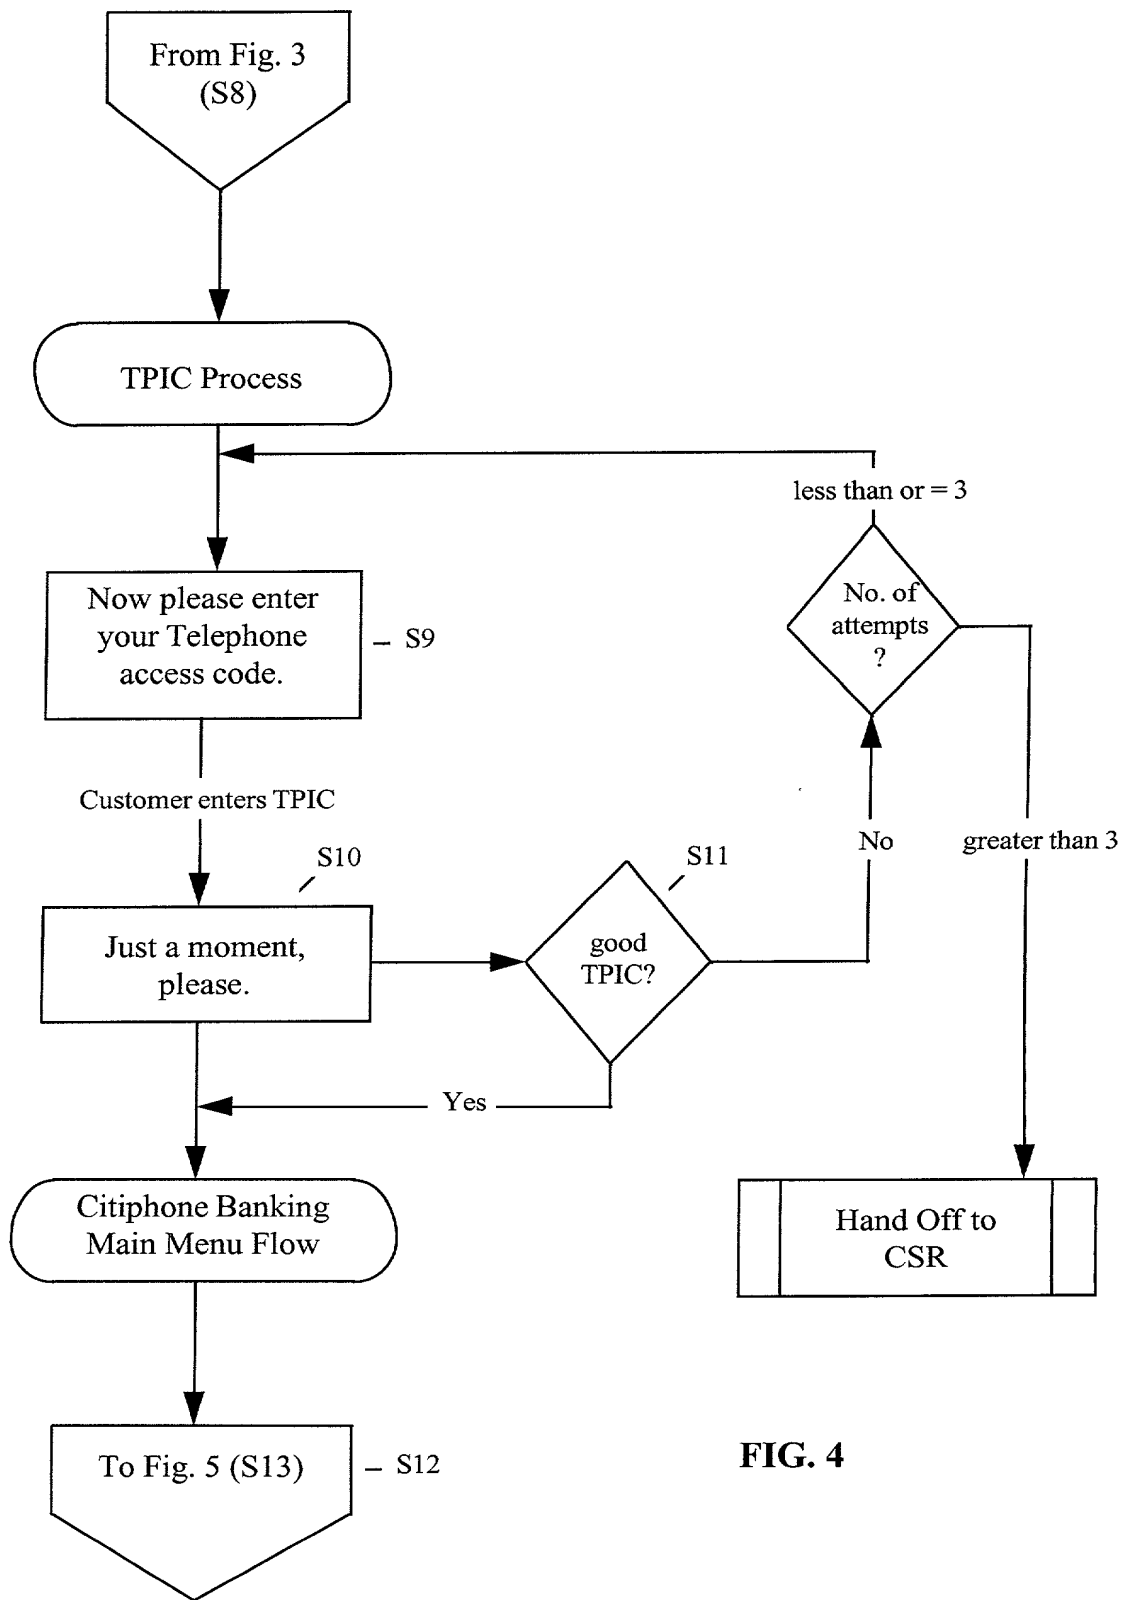 From Fig. 3
(S8)
TPIC Process
less than or = 3
No. of
attempts
?
Now please enter
your Telephone
access code.
S9
Customer enters TPIC
No
greater than 3
S10
S11
Just a moment,
please.
good
TPIC?
Yes
Citiphone Banking
Main Menu Flow
Hand Off to
CSR
To Fig. 5 (S13)
S12
FIG. 4